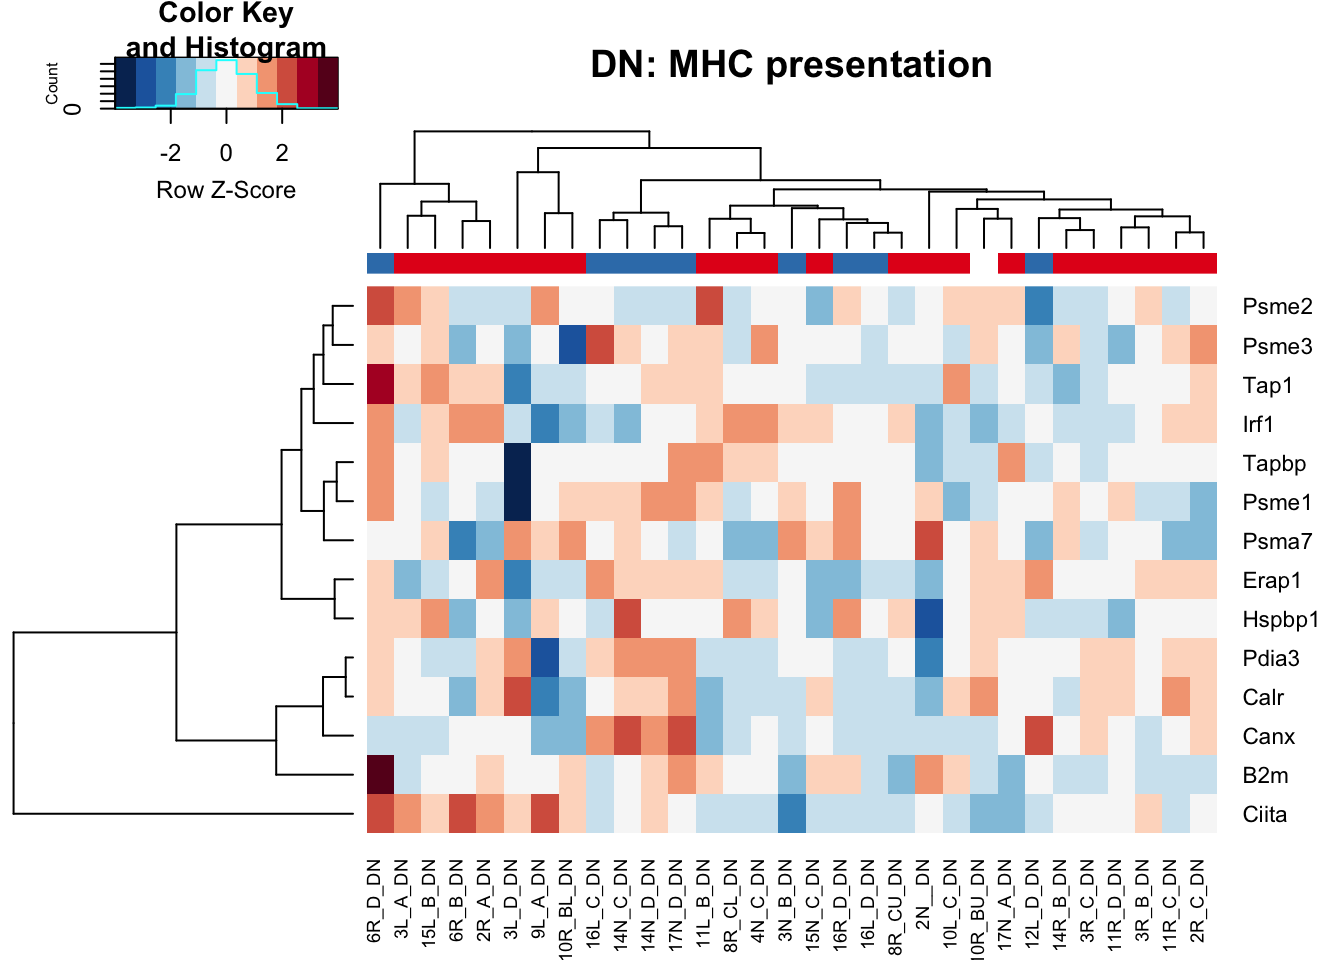 Color Key
and Histogram
Count
0
-2 0 2
Row Z-Score
DN: MHC presentation
Psme2
Psme3
Tap1
Irf1
Tapbp
Psme1
Psma7
Erap1
Hspbp1
Pdia3
Calr
Canx
B2m
Ciita
6R_D_DN
3L_A_DN
15L_B_DN
6R_B_DN
2R_A_DN
3L_D_DN
9L_A_DN
10R_BL_DN
16L_C_DN
14N_C_DN
14N_D_DN
17N_D_DN
11L_B_DN
8R_CL_DN
4N_C_DN
3N_B_DN
15N_C_DN
16R_D_DN
16L_D_DN
8R_CU_DN
2N__DN
10L_C_DN
10R_BU_DN
17N_A_DN
12L_D_DN
14R_B_DN
3R_C_DN
11R_D_DN
3R_B_DN
11R_C_DN
2R_C_DN